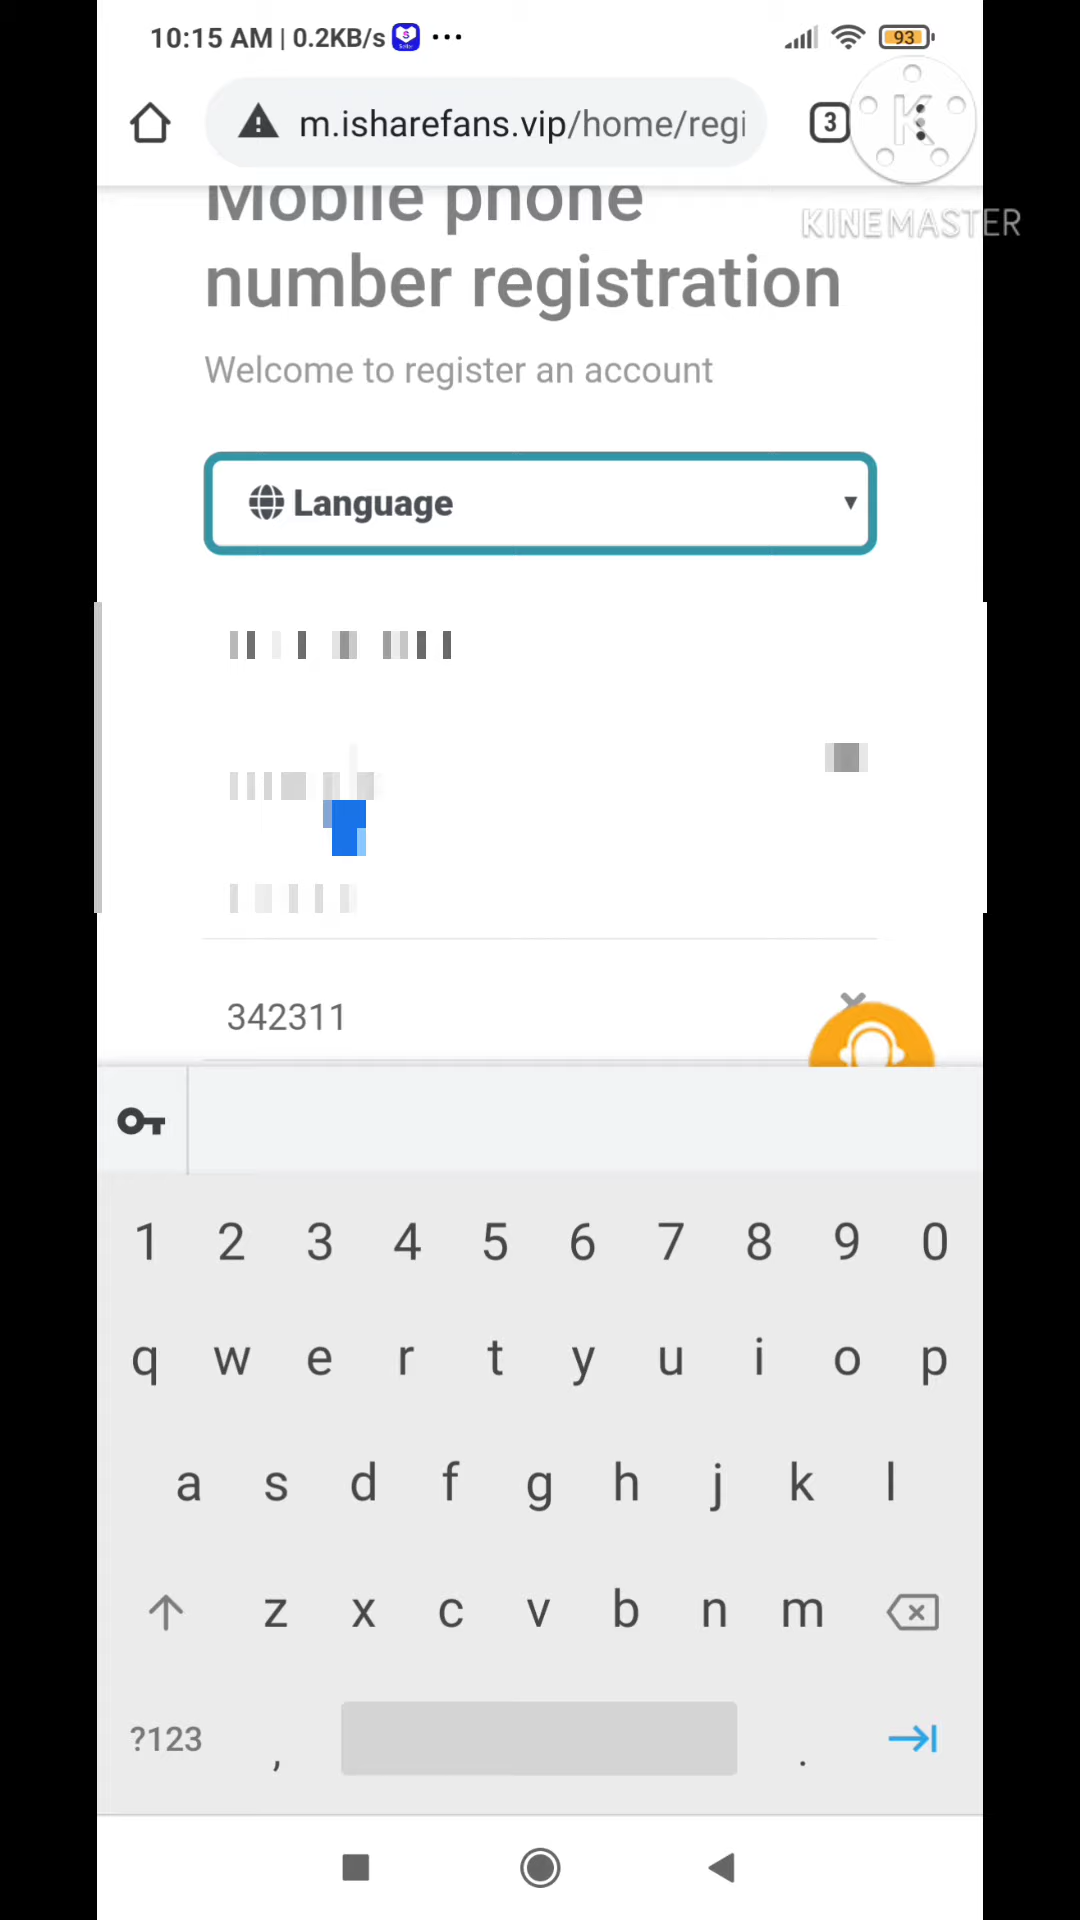 10:15 AM | 0.2KB/s ...
93
m.isharefans.vip/home/regi
3
K
KINEMASTER
Mobile phone
number registration
Welcome to register an account
Language
342311
1 2 3 4 5 6 7 8 9 0
q w e r t y u i o p
a s d f g h j k l
z x c v b n m
?123 , .